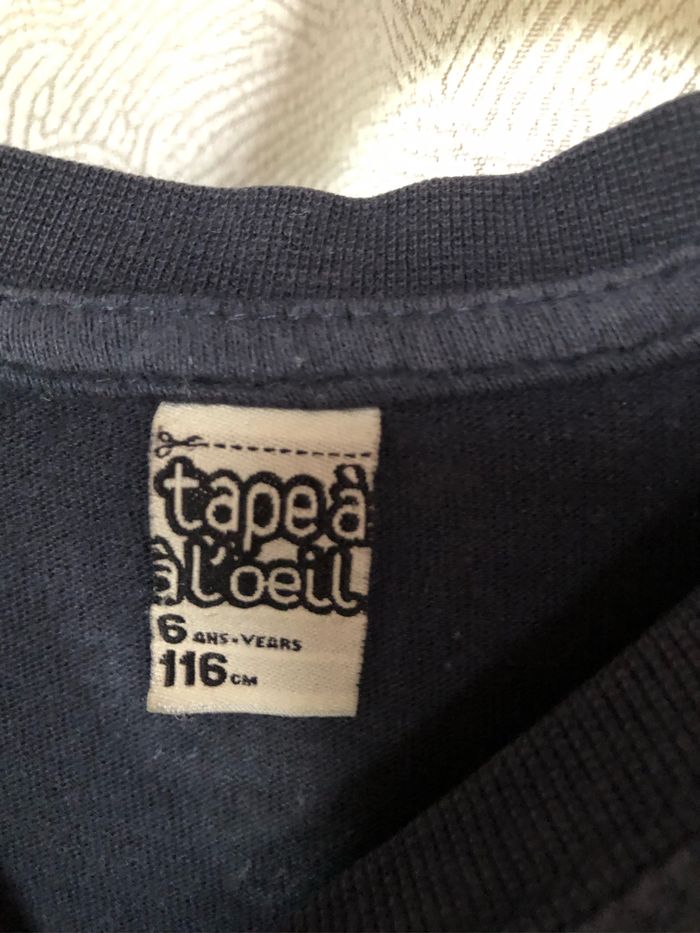 tape à
à l'oeil
6 ANS•YEARS
116 CM